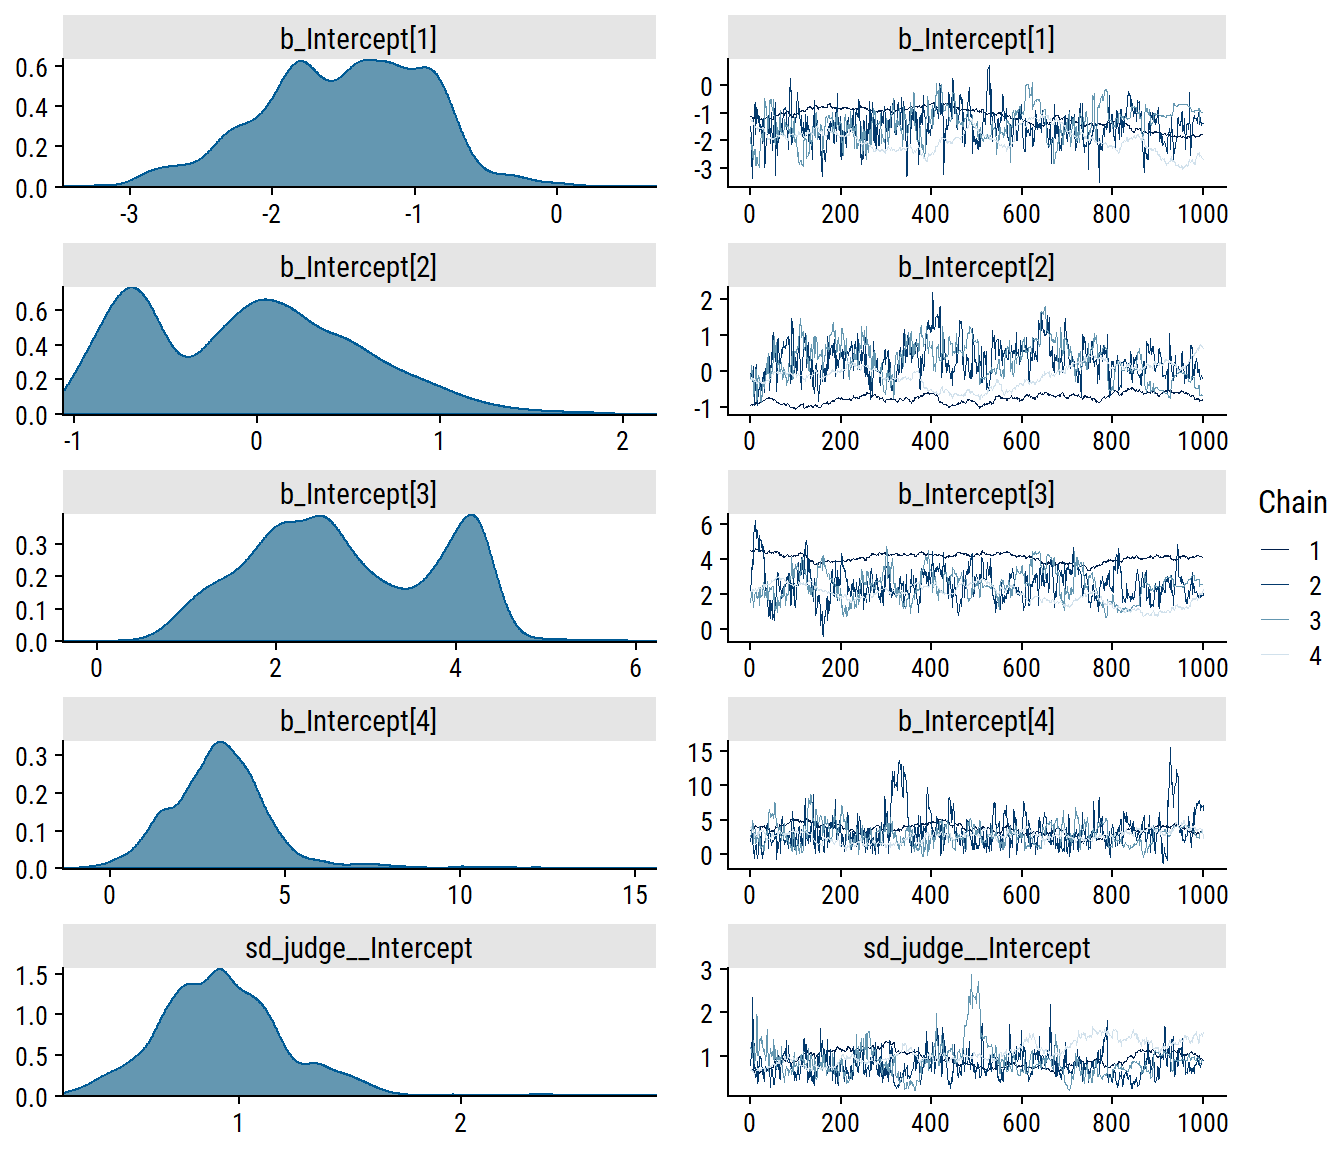 b_Intercept[1]
0.6
0.4
0.2
0.0
-3 -2 -1 0
b_Intercept[1]
0
-1
-2
-3
0 200 400 600 800 1000
b_Intercept[2]
0.6
0.4
0.2
0.0
-1 0 1 2
b_Intercept[2]
2
1
0
-1
0 200 400 600 800 1000
b_Intercept[3]
0.3
0.2
0.1
0.0
0 2 4 6
b_Intercept[3]
6
4
2
0
0 200 400 600 800 1000
b_Intercept[4]
0.3
0.2
0.1
0.0
0 5 10 15
b_Intercept[4]
15
10
5
0
0 200 400 600 800 1000
sd_judge__Intercept
1.5
1.0
0.5
0.0
1 2
sd_judge__Intercept
3
2
1
0 200 400 600 800 1000
Chain
1
2
3
4